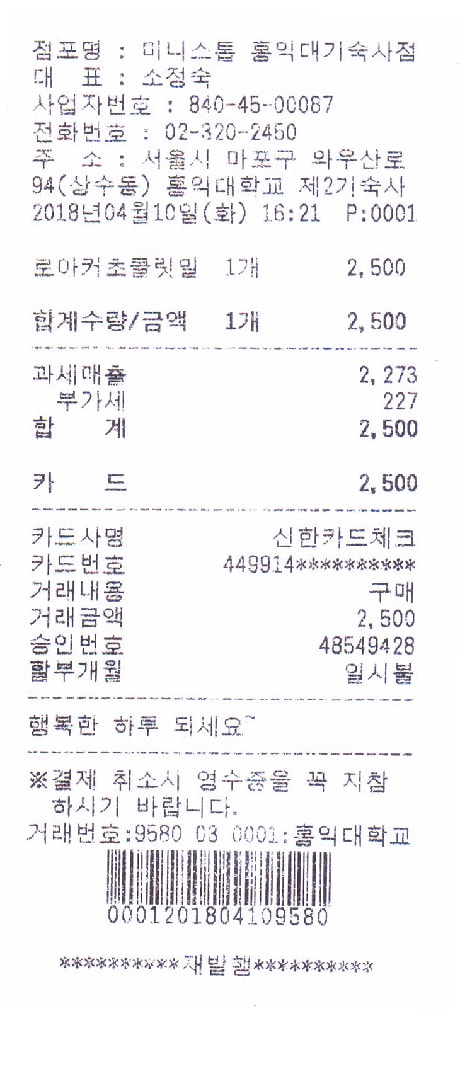 점포명 : 미니스톱 홍익대기숙사점
대 표 : 소정숙
사업자번호 : 840-45-00087
전화번호 : 02-320-2450
주 소 : 서울시 마포구 와우산로
94(상수동) 홍익대학교 제2기숙사
2018년04월10일(화) 16:21 P:0001
로아커초콜릿밀 1개 2,500
합계수량/금액 1개 2,500
과세매출 2,273
부가세 227
합 계 2,500
카 드 2,500
카드사명 신한카드체크
카드번호 449914**********
거래내용 구매
거래금액 2,500
승인번호 48549428
할부개월 일시불
행복한 하루 되세요~
※결제 취소시 영수증을 꼭 지참
하시기 바랍니다.
거래번호:9580 03 0001:홍익대학교
0001201804109580
**********재발행**********